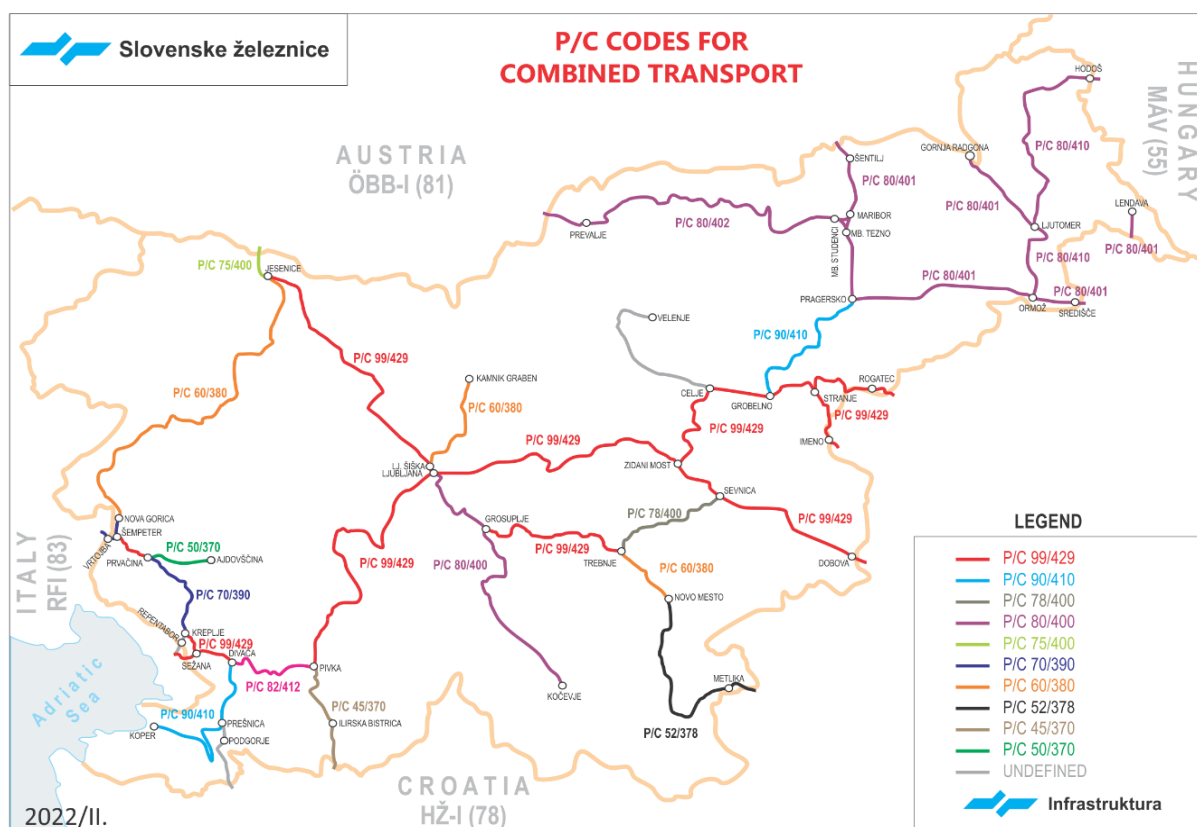 Slovenske železnice
P/C CODES FOR
COMBINED TRANSPORT
AUSTRIA
ÖBB-I (81)
HUNGARY
MÁV (55)
HODOŠ
P/C 80/410
GORNJA RADGONA
ŠENTILJ
P/C 80/401
P/C 80/401
LENDAVA
P/C 80/401
LJUTOMER
P/C 80/402
PREVALJE
MARIBOR
MB. TEZNO
MB. STUDENCI
P/C 80/410
P/C 80/401
P/C 80/401
PRAGERSKO
ORMOŽ
SREDIŠČE
P/C 75/400
JESENICE
VELENJE
P/C 90/410
P/C 99/429
KAMNIK GRABEN
P/C 60/380
P/C 60/380
CELJE
GROBELNO
ROGATEC
STRANJE
P/C 99/429
P/C 99/429
IMENO
P/C 99/429
LJ. ŠIŠKA
LJUBLJANA
ZIDANI MOST
SEVNICA
NOVA GORICA
ŠEMPETER
VRTOJBA
PRVAČINA
P/C 50/370
AJDOVŠČINA
GROSUPLJE
P/C 78/400
P/C 99/429
P/C 99/429
P/C 99/429
P/C 80/400
TREBNJE
P/C 60/380
DOBOVA
NOVO MESTO
ITALY
RFI (83)
P/C 70/390
REPENTABOR
KREPLJE
P/C 99/429
SEŽANA
DIVAČA
P/C 82/412
PIVKA
P/C 45/370
KOČEVJE
METLIKA
P/C 52/378
Adriatic
Sea
P/C 90/410
KOPER
PREŠNICA
PODGORJE
ILIRSKA BISTRICA
CROATIA
HŽ-I (78)
LEGEND
P/C 99/429
P/C 90/410
P/C 78/400
P/C 80/400
P/C 75/400
P/C 70/390
P/C 60/380
P/C 52/378
P/C 45/370
P/C 50/370
UNDEFINED
Infrastruktura
2022/II.